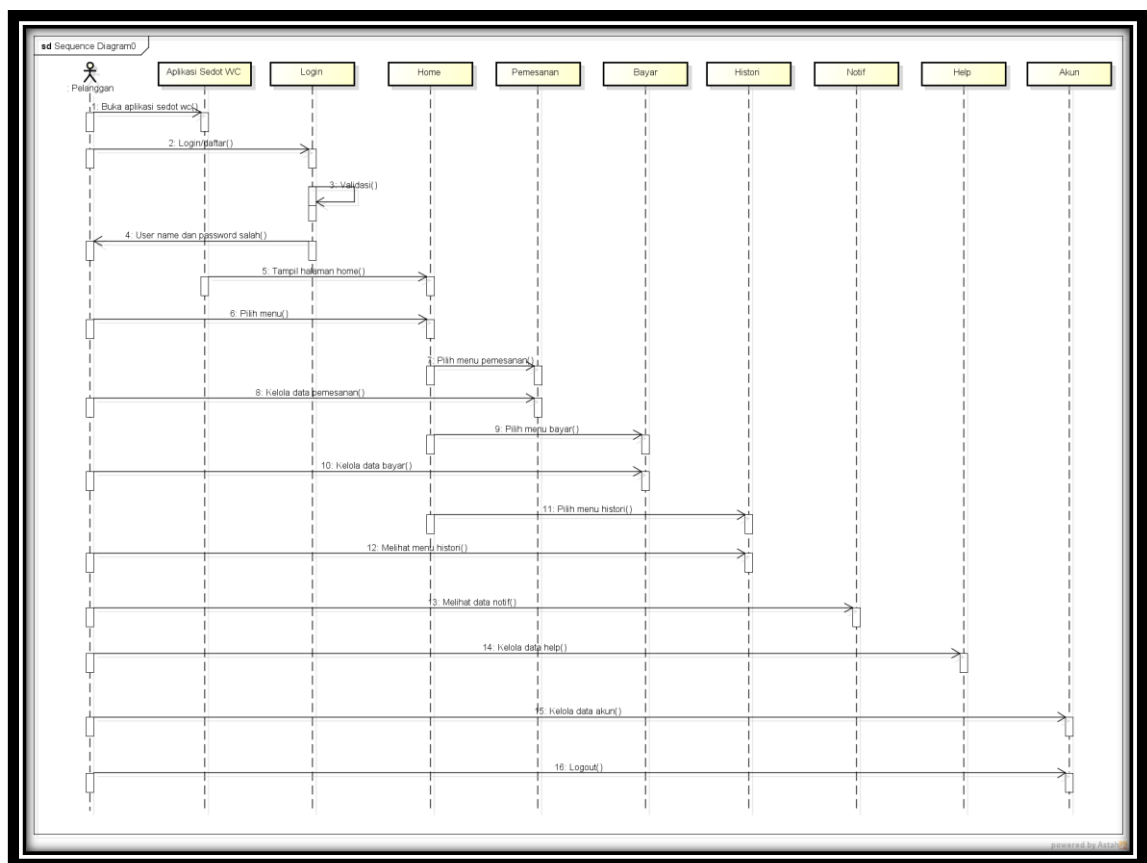 sd Sequence Diagram0
Aplikasi Sedot WC
Login
Home
Pemesanan
Bayar
Histori
Notif
Help
Akun
: Pelanggan
1: Buka aplikasi sedot wc()
2: Login/daftar()
3: Validasi()
4: User name dan password salah()
5: Tampil halaman home()
6: Pilih menu()
7: Pilih menu pemesanan()
8: Kelola data pemesanan()
9: Pilih menu bayar()
10: Kelola data bayar()
11: Pilih menu histori()
12: Melihat menu histori()
13: Melihat data notif()
14: Kelola data help()
15: Kelola data akun()
16: Logout()
powered by Astah